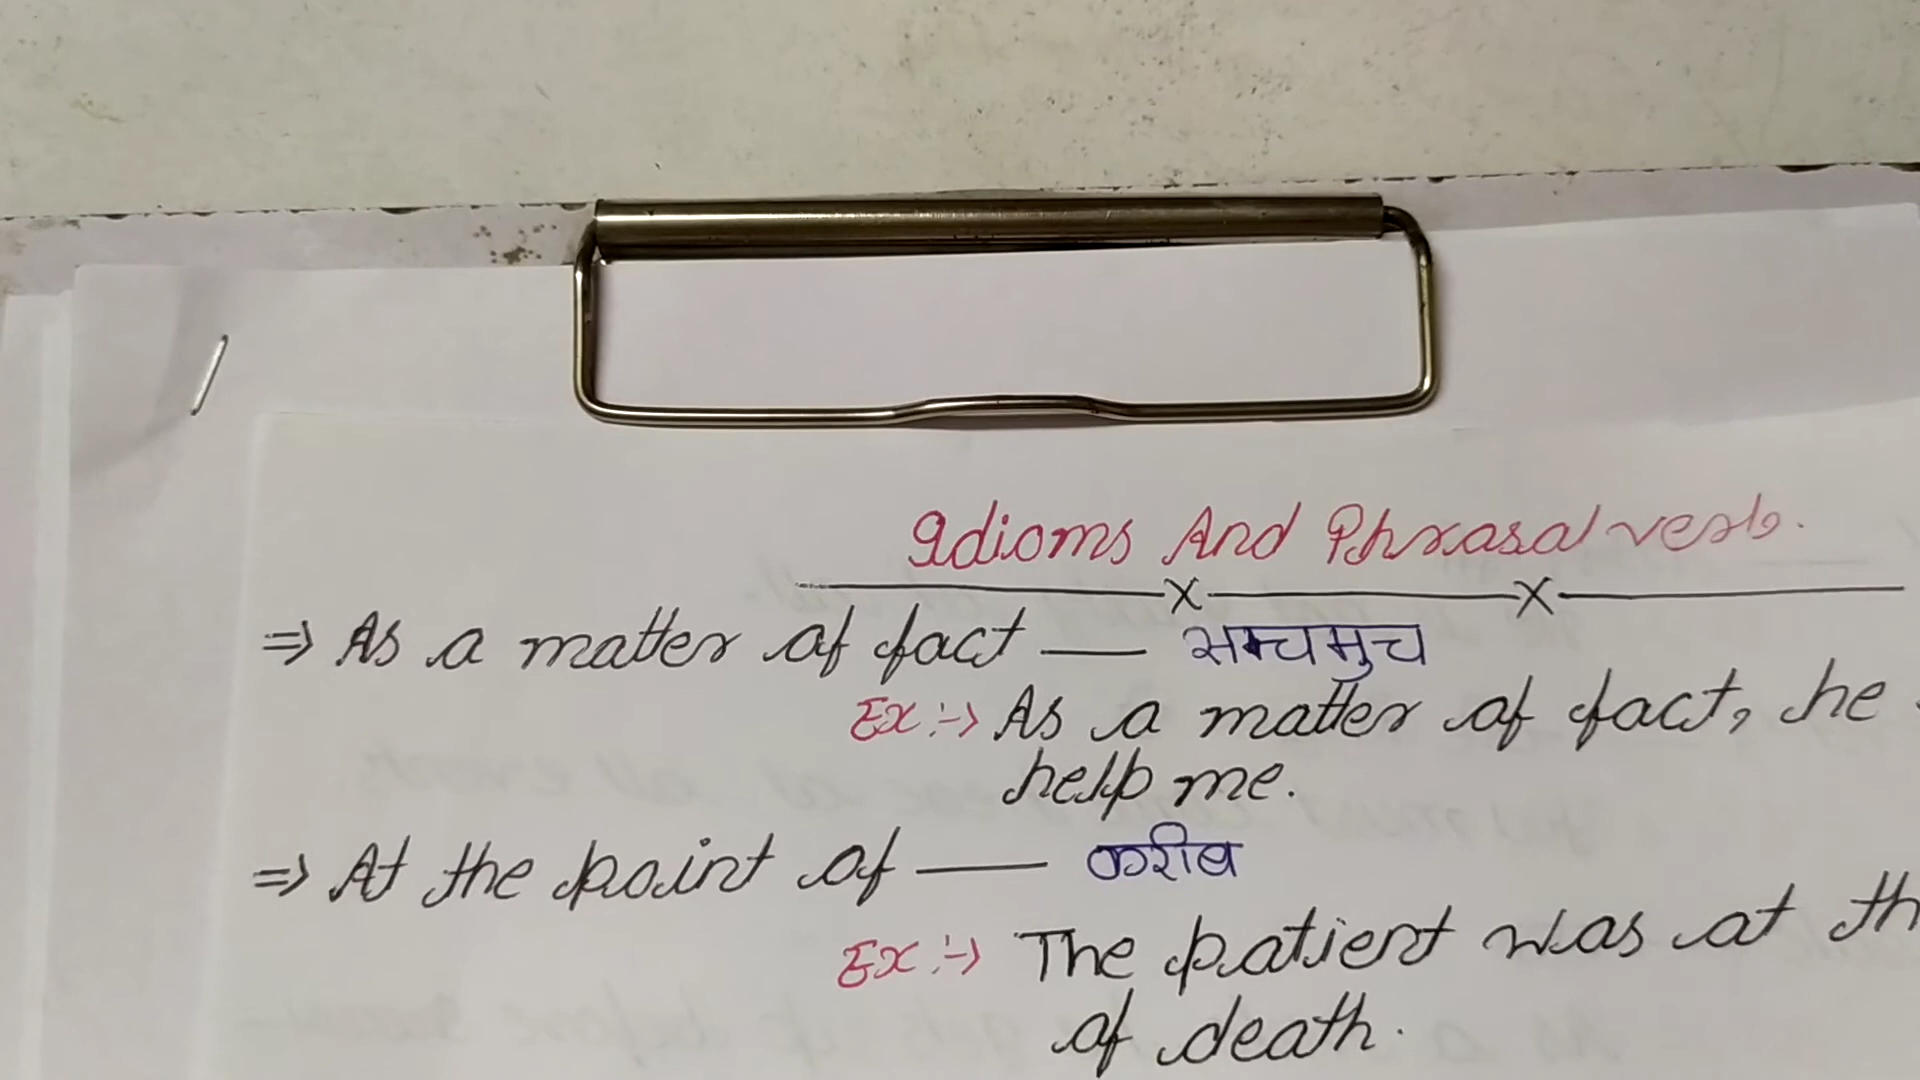 Idioms And Phrasal verb.
⇒ As a matter of fact — सचमुच
Ex :→ As a matter of fact, he
help me.
⇒ At the point of — करीब
Ex :→ The patient was at th
of death.